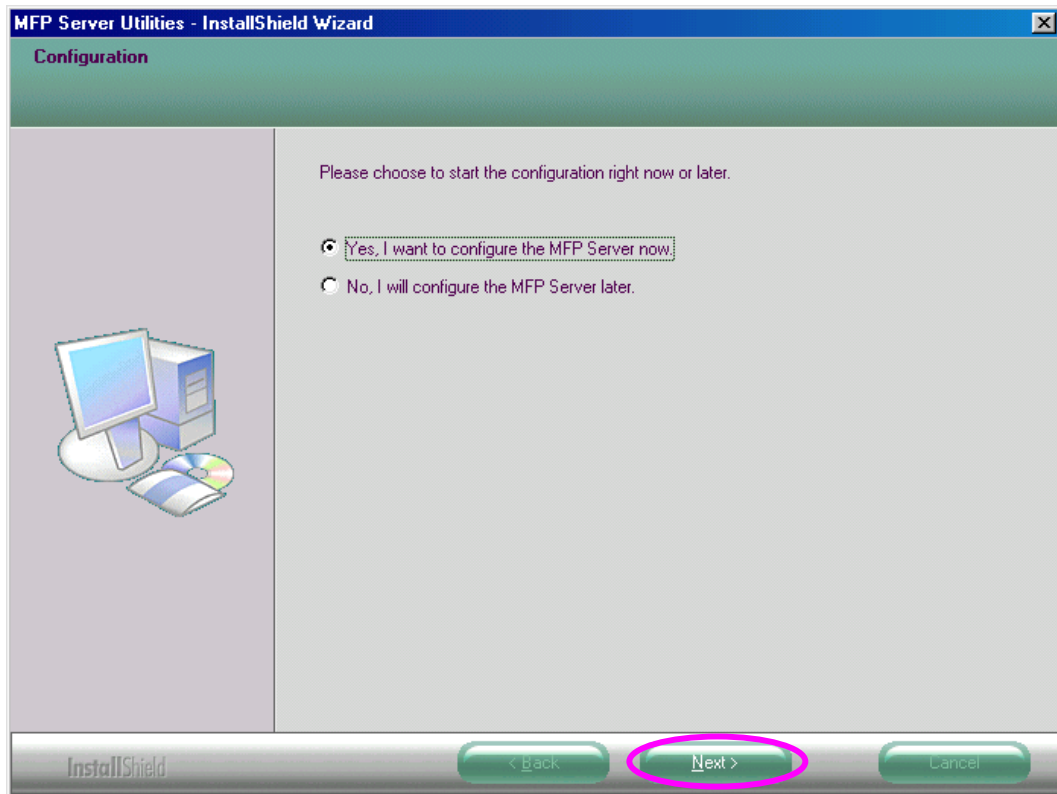 MFP Server Utilities - InstallShield Wizard
Configuration
Please choose to start the configuration right now or later.
Yes, I want to configure the MFP Server now.
No, I will configure the MFP Server later.
InstallShield
< Back
Next >
Cancel